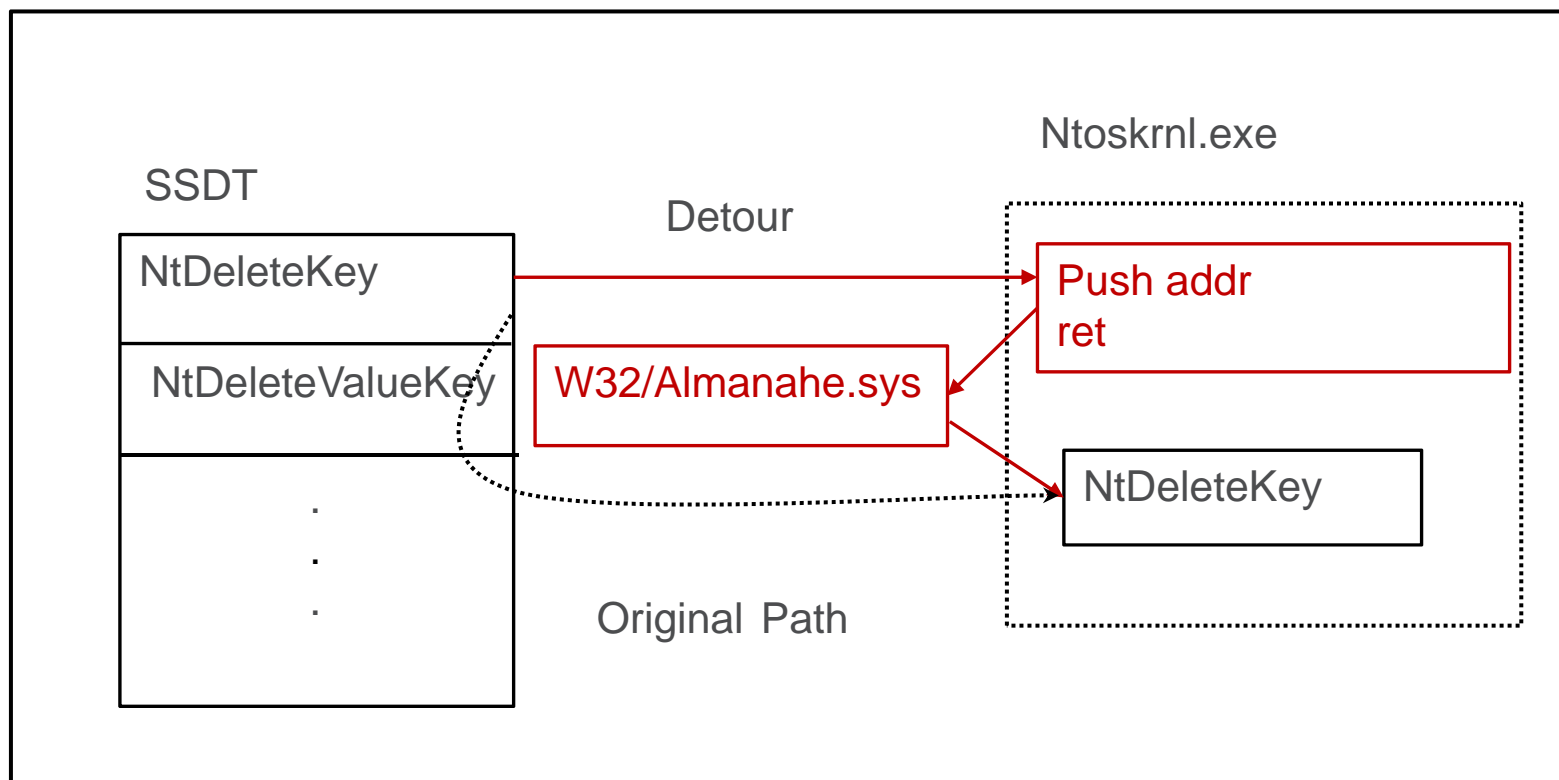 Ntoskrnl.exe
SSDT
Detour
NtDeleteKey
Push addr
ret
NtDeleteValueKey
W32/Almanahe.sys
NtDeleteKey
.
.
.
Original Path